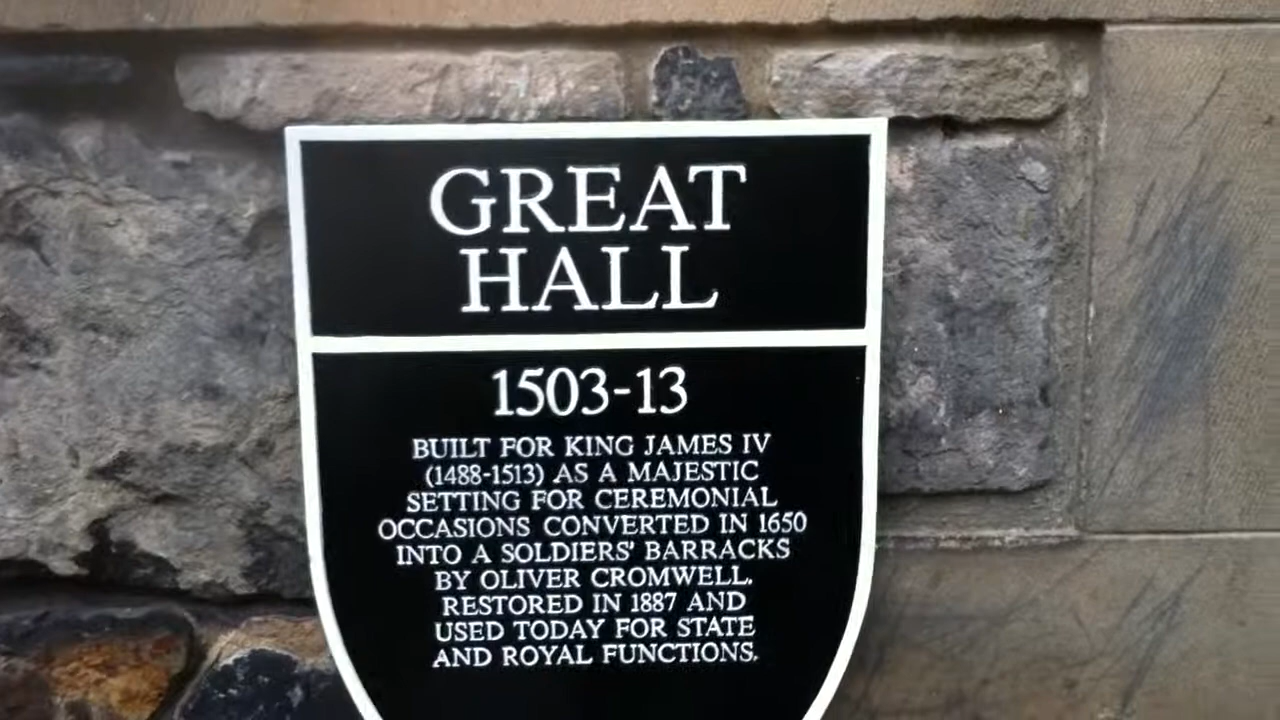 GREAT
HALL
1503-13
BUILT FOR KING JAMES IV
(1488-1513) AS A MAJESTIC
SETTING FOR CEREMONIAL
OCCASIONS CONVERTED IN 1650
INTO A SOLDIERS' BARRACKS
BY OLIVER CROMWELL.
RESTORED IN 1887 AND
USED TODAY FOR STATE
AND ROYAL FUNCTIONS.